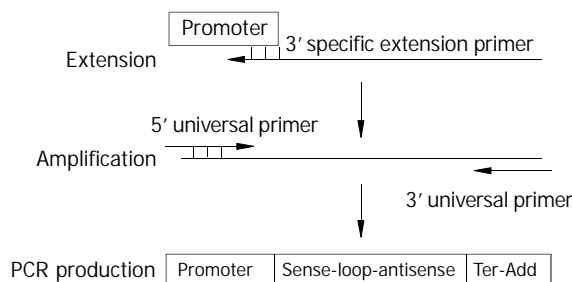 Promoter
3′ specific extension primer
Extension
5′ universal primer
Amplification
3′ universal primer
PCR production Promoter Sense-loop-antisense Ter-Add